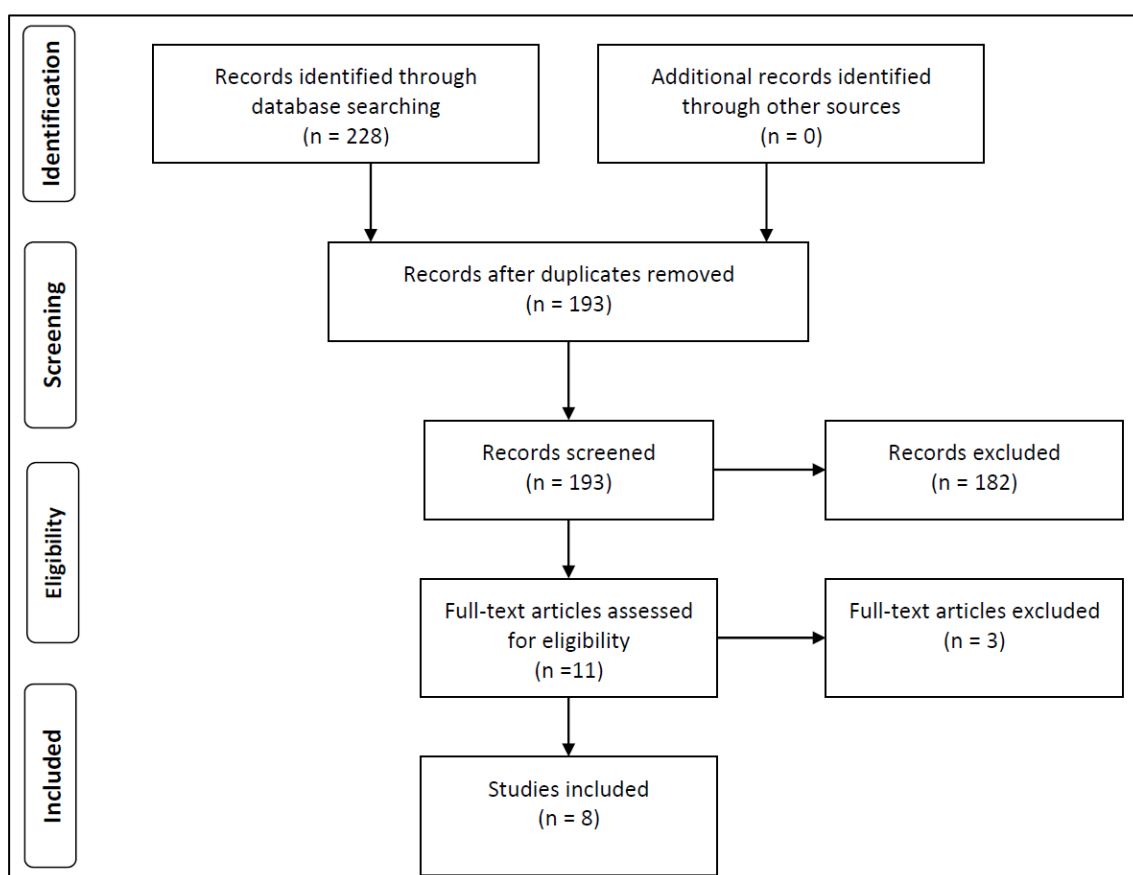 Identification
Records identified through
database searching
(n = 228)
Additional records identified
through other sources
(n = 0)
Screening
Records after duplicates removed
(n = 193)
Records screened
(n = 193)
Records excluded
(n = 182)
Eligibility
Full-text articles assessed
for eligibility
(n =11)
Full-text articles excluded
(n = 3)
Included
Studies included
(n = 8)